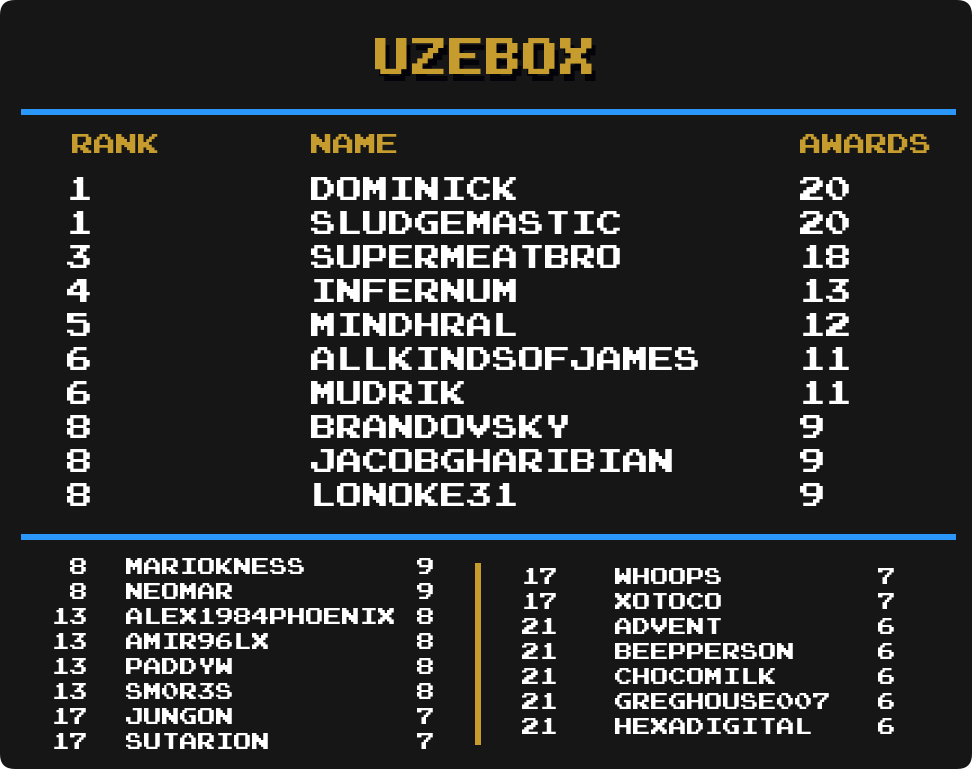 UZEBOX
RANK NAME AWARDS
1 DOMINICK 20
1 SLUDGEMASTIC 20
3 SUPERMEATBRO 18
4 INFERNUM 13
5 MINDHRAL 12
6 ALLKINDSOFJAMES 11
6 MUDRIK 11
8 BRANDOVSKY 9
8 JACOBGHARIBIAN 9
8 LONOKE31 9
8 MARIOKNESS 9
8 NEOMAR 9
13 ALEX1984PHOENIX 8
13 AMIR96LX 8
13 PADDYW 8
13 SM0R3S 8
17 JUNGON 7
17 SUTARION 7
17 WHOOPS 7
17 XOTOCO 7
21 ADVENT 6
21 BEEPPERSON 6
21 CHOCOMILK 6
21 GREGHOUSE007 6
21 HEXADIGITAL 6